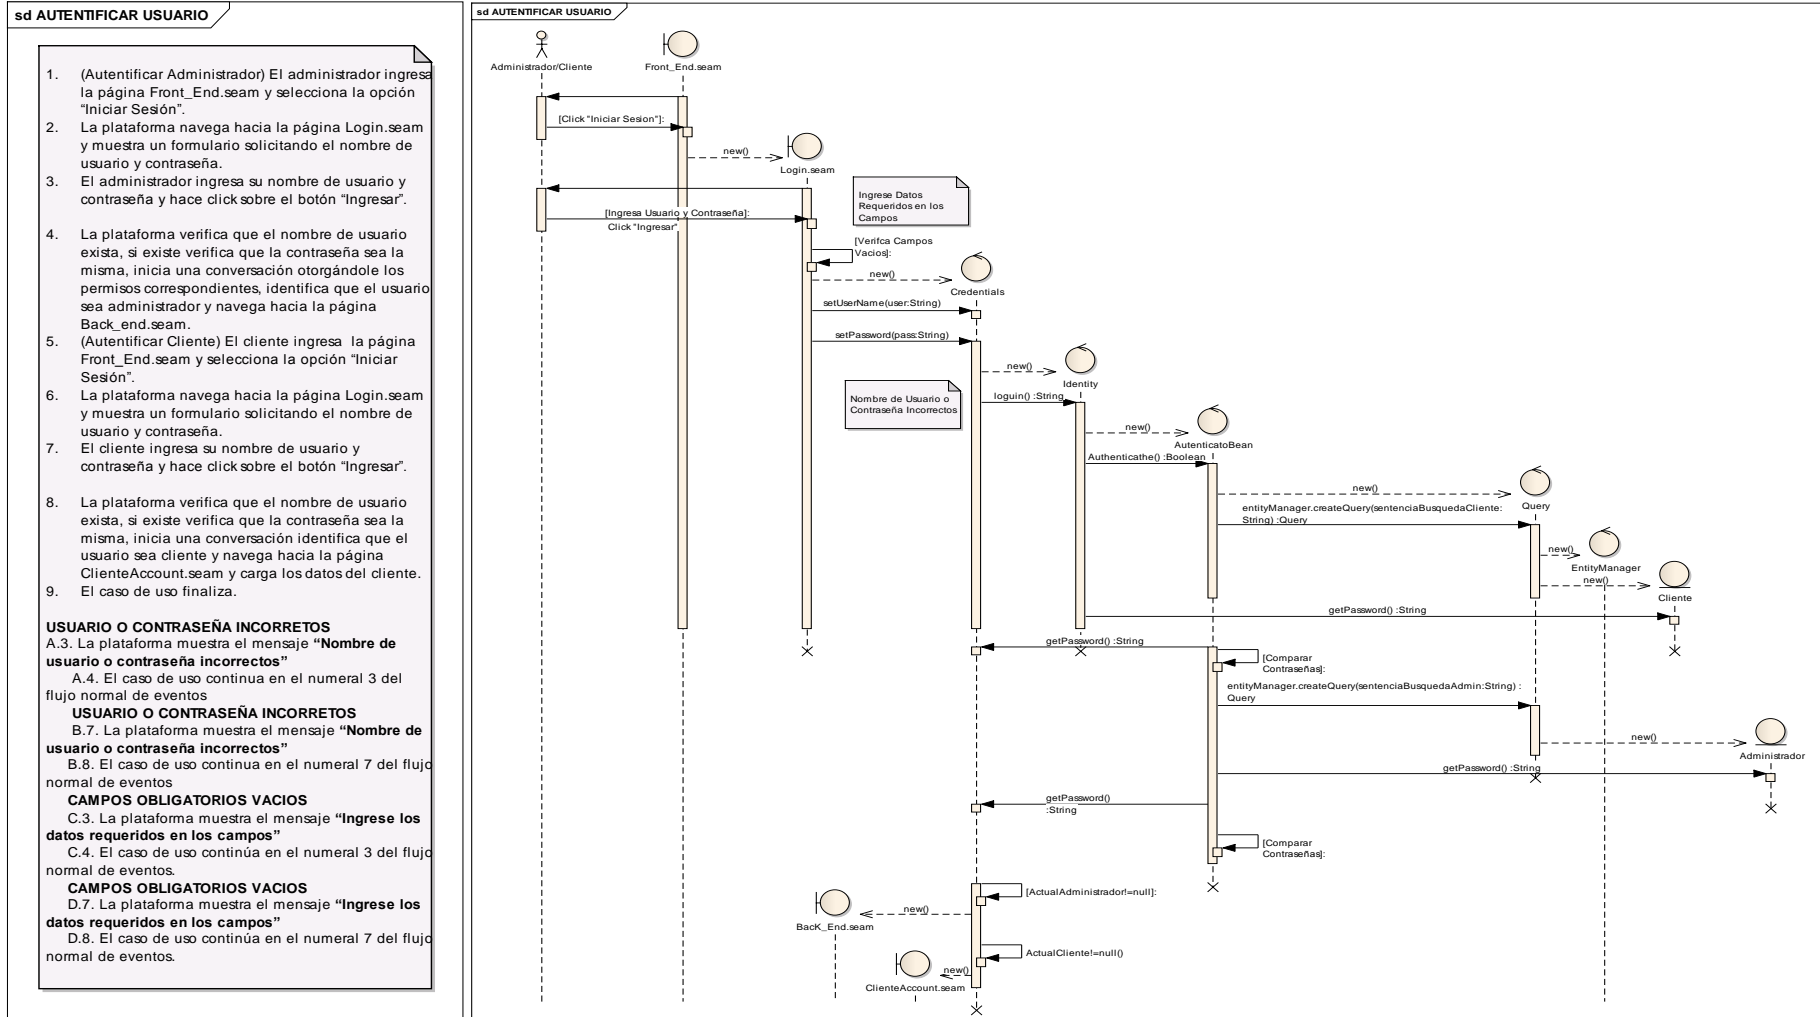 sd AUTENTIFICAR USUARIO
1. (Autentificar Administrador) El administrador ingresa
la página Front_End.seam y selecciona la opción
“Iniciar Sesión”.
2. La plataforma navega hacia la página Login.seam
y muestra un formulario solicitando el nombre de
usuario y contraseña.
3. El administrador ingresa su nombre de usuario y
contraseña y hace click sobre el botón “Ingresar”.
4. La plataforma verifica que el nombre de usuario
exista, si existe verifica que la contraseña sea la
misma, inicia una conversación otorgándole los
permisos correspondientes, identifica que el usuario
sea administrador y navega hacia la página
Back_end.seam.
5. (Autentificar Cliente) El cliente ingresa la página
Front_End.seam y selecciona la opción “Iniciar
Sesión”.
6. La plataforma navega hacia la página Login.seam
y muestra un formulario solicitando el nombre de
usuario y contraseña.
7. El cliente ingresa su nombre de usuario y
contraseña y hace click sobre el botón “Ingresar”.
8. La plataforma verifica que el nombre de usuario
exista, si existe verifica que la contraseña sea la
misma, inicia una conversación identifica que el
usuario sea cliente y navega hacia la página
ClienteAccount.seam y carga los datos del cliente.
9. El caso de uso finaliza.
USUARIO O CONTRASEÑA INCORRETOS
A.3. La plataforma muestra el mensaje “Nombre de
usuario o contraseña incorrectos”
A.4. El caso de uso continua en el numeral 3 del
flujo normal de eventos
USUARIO O CONTRASEÑA INCORRETOS
B.7. La plataforma muestra el mensaje “Nombre de
usuario o contraseña incorrectos”
B.8. El caso de uso continua en el numeral 7 del flujo
normal de eventos
CAMPOS OBLIGATORIOS VACIOS
C.3. La plataforma muestra el mensaje “Ingrese los
datos requeridos en los campos”
C.4. El caso de uso continúa en el numeral 3 del flujo
normal de eventos.
CAMPOS OBLIGATORIOS VACIOS
D.7. La plataforma muestra el mensaje “Ingrese los
datos requeridos en los campos”
D.8. El caso de uso continúa en el numeral 7 del flujo
normal de eventos.
sd AUTENTIFICAR USUARIO
Administrador/Cliente
Front_End.seam
[Click "Iniciar Sesion"]:
new()
Login.seam
Ingrese Datos
Requeridos en los
Campos
[Ingresa Usuario y Contraseña]:
Click "Ingresar"
[Verifca Campos
Vacios]:
new()
Credentials
setUserName(user:String)
setPassword(pass:String)
new()
Identity
Nombre de Usuario o
Contraseña Incorrectos
loguin() :String
new()
AutenticatoBean
Authenticathe() :Boolean
new()
Query
entityManager.createQuery(sentenciaBusquedaCliente:
String) :Query
new()
EntityManager
new()
Cliente
getPassword() :String
getPassword() :String
[Comparar
Contraseñas]:
entityManager.createQuery(sentenciaBusquedaAdmin:String) :
Query
new()
Administrador
getPassword() :String
getPassword()
:String
[Comparar
Contraseñas]:
[ActualAdministrador!=null]:
new()
BacK_End.seam
ActualCliente!=null()
new()
ClienteAccount.seam